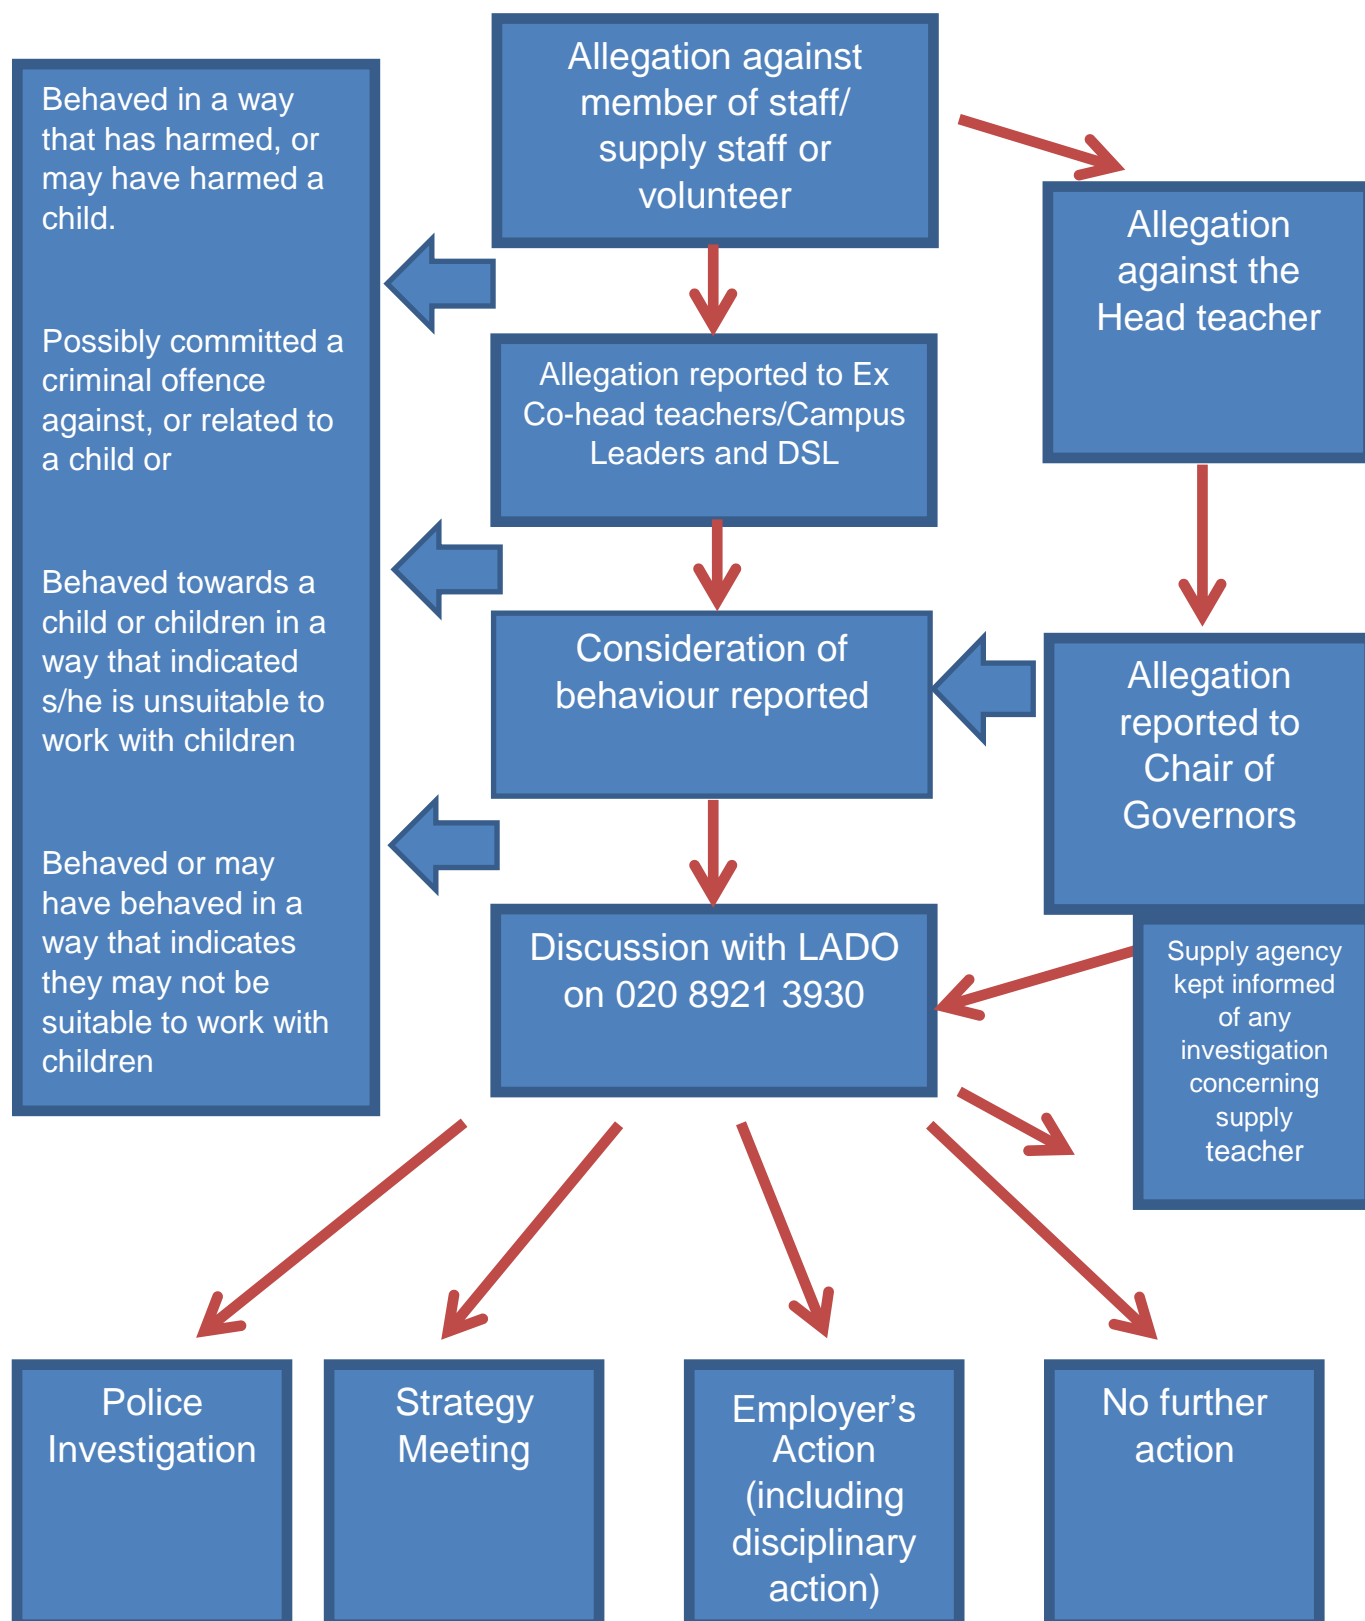 Allegation against
member of staff/
supply staff or
volunteer
Behaved in a way
that has harmed, or
may have harmed a
child.
Possibly committed a
criminal offence
against, or related to
a child or
Behaved towards a
child or children in a
way that indicated
s/he is unsuitable to
work with children
Behaved or may
have behaved in a
way that indicates
they may not be
suitable to work with
children
Allegation
against the
Head teacher
Allegation reported to Ex
Co-head teachers/Campus
Leaders and DSL
Consideration of
behaviour reported
Allegation
reported to
Chair of
Governors
Discussion with LADO
on 020 8921 3930
Supply agency
kept informed
of any
investigation
concerning
supply
teacher
Police
Investigation
Strategy
Meeting
Employer’s
Action
(including
disciplinary
action)
No further
action